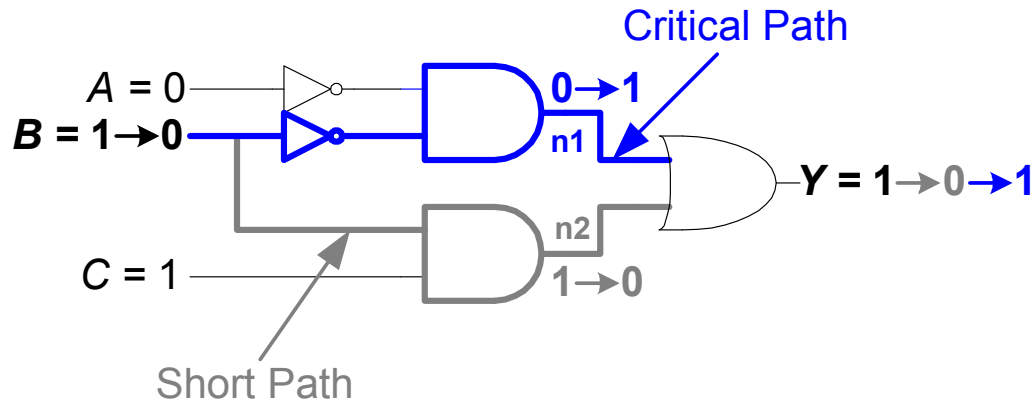 Critical Path
A = 0
0→1
B = 1→0
n1
Y = 1→0→1
n2
C = 1
1→0
Short Path